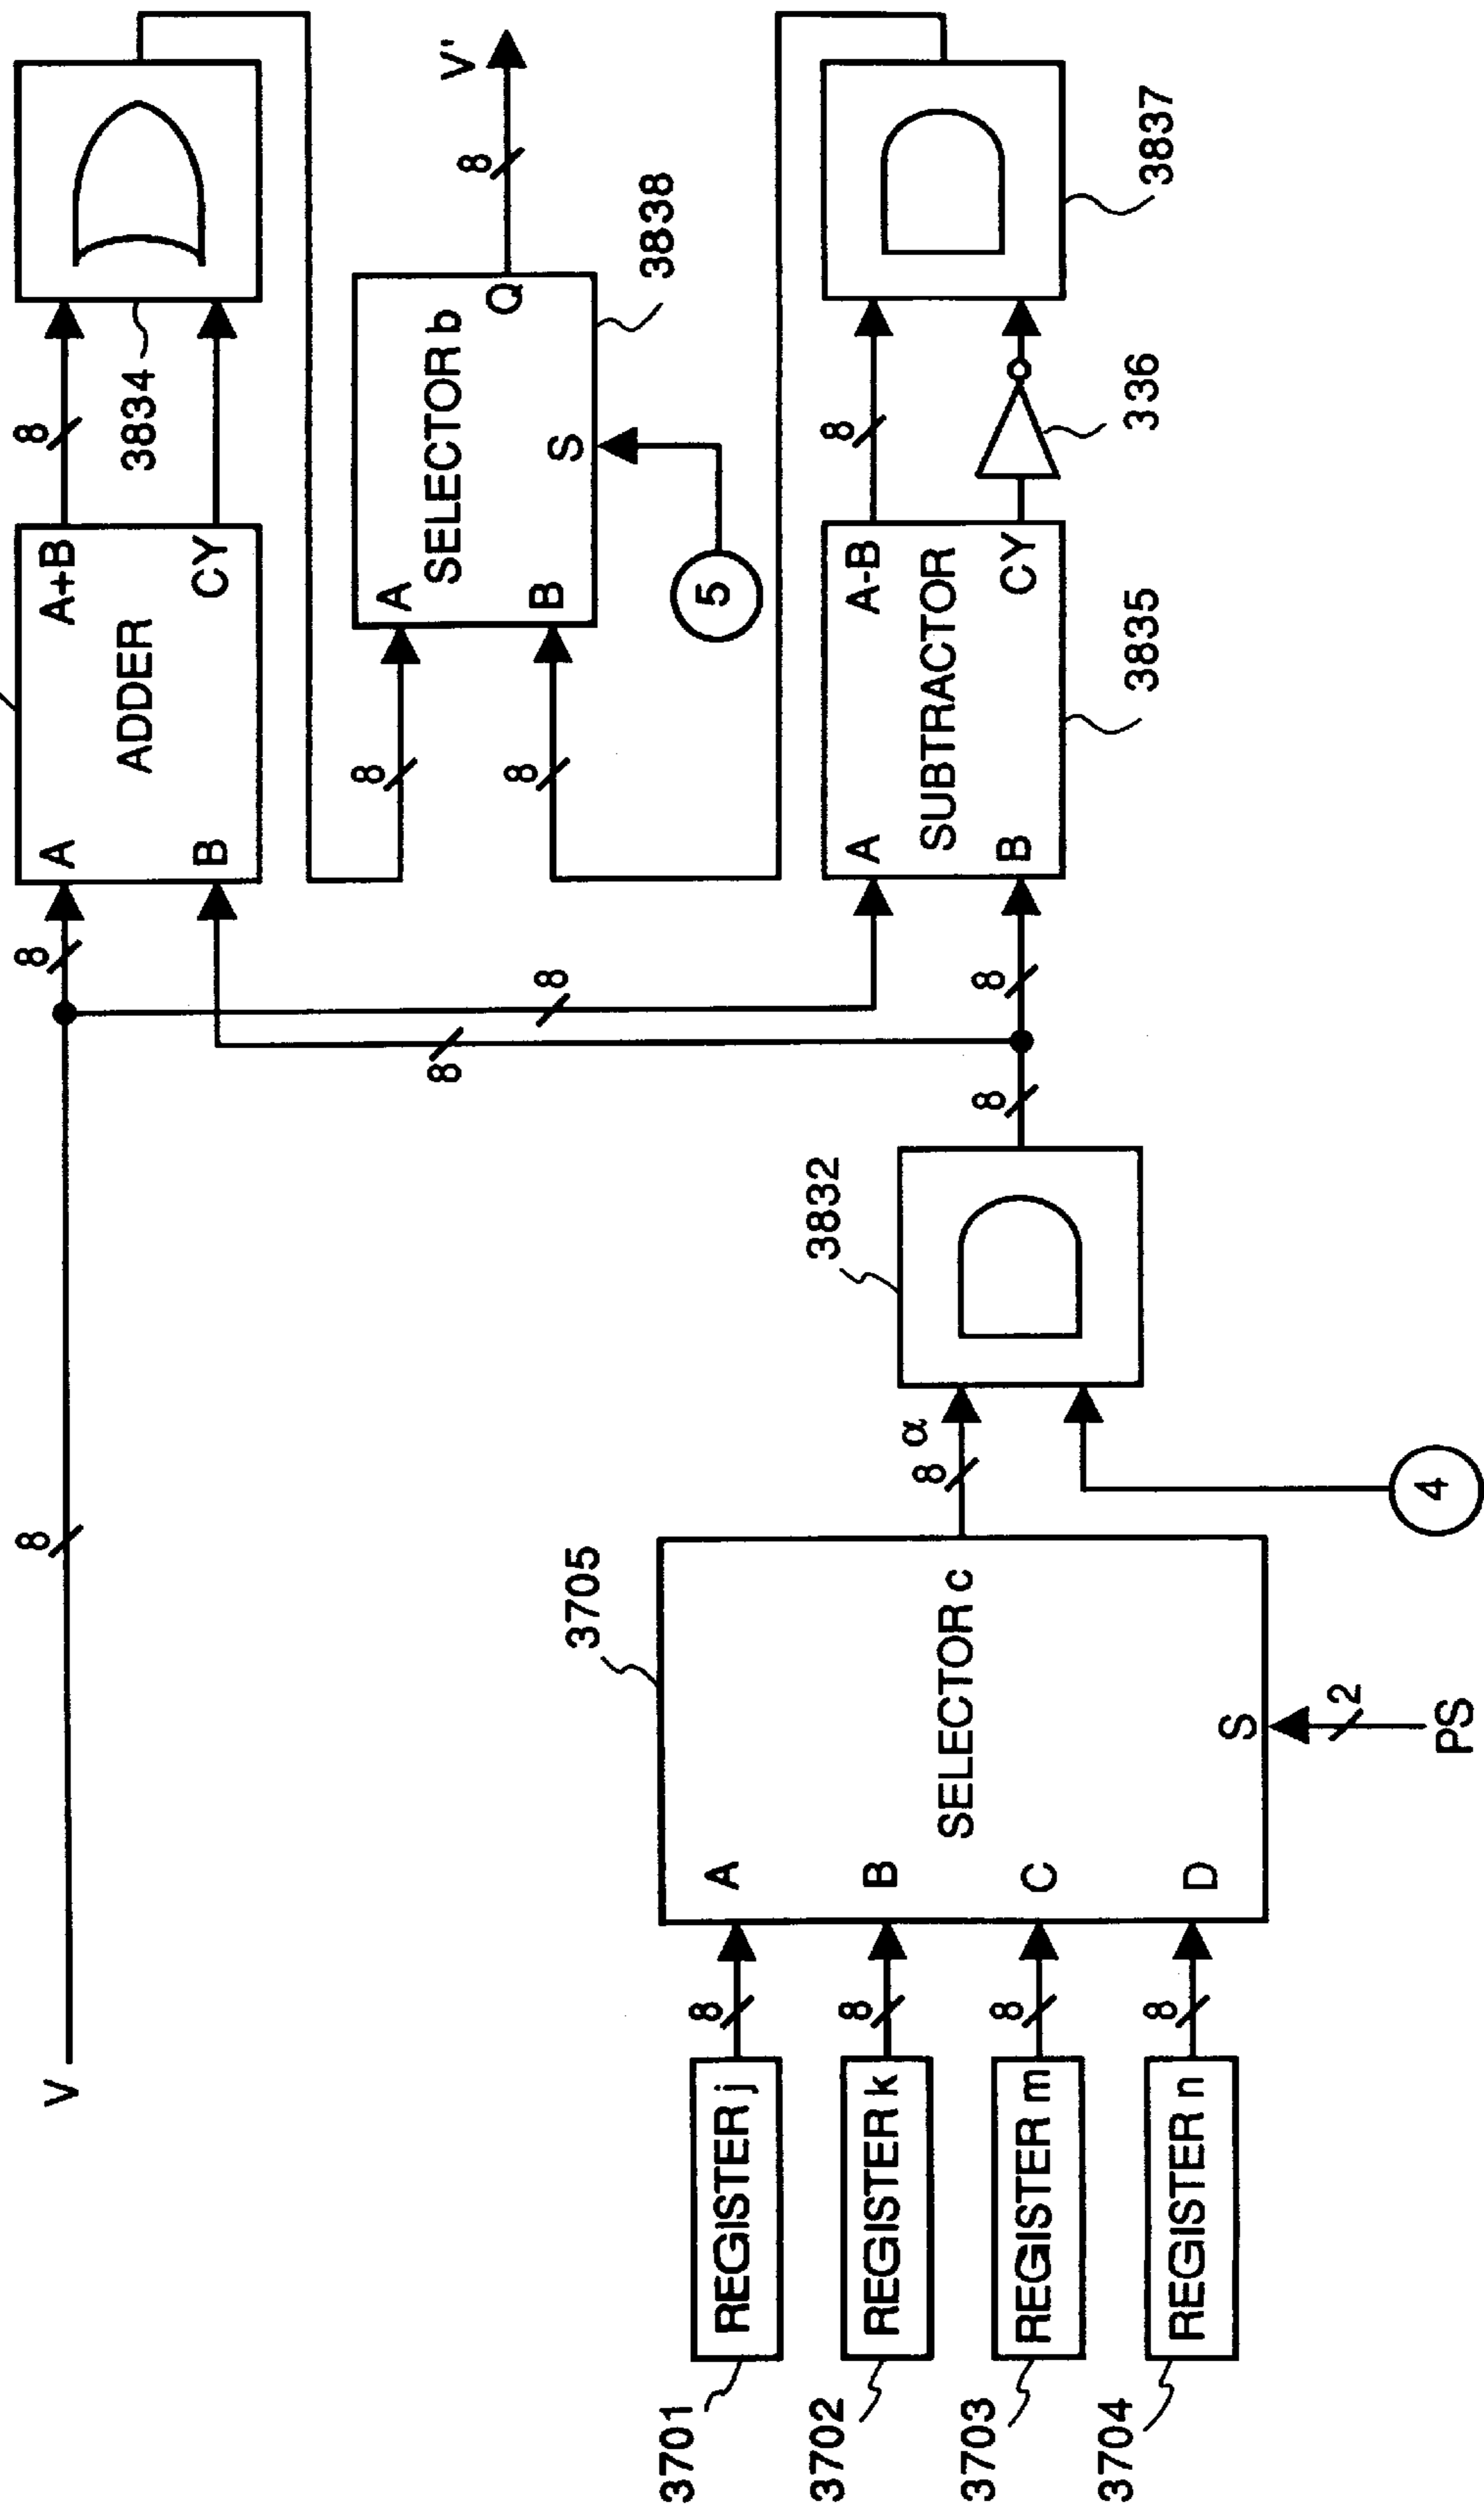 V
8
8
A
B
ADDER
A+B
CY
8
3834
8
8
8
8
A
B
SELECTOR b
S
Q
8
V'
3838
5
A
B
SUBTRACTOR
A-B
CY
3835
8
336
3837
3701
REGISTER j
8
3702
REGISTER k
8
3703
REGISTER m
8
3704
REGISTER n
8
A
B
C
D
SELECTOR c
S
3705
2
PS
8
α
4
3832
8
8